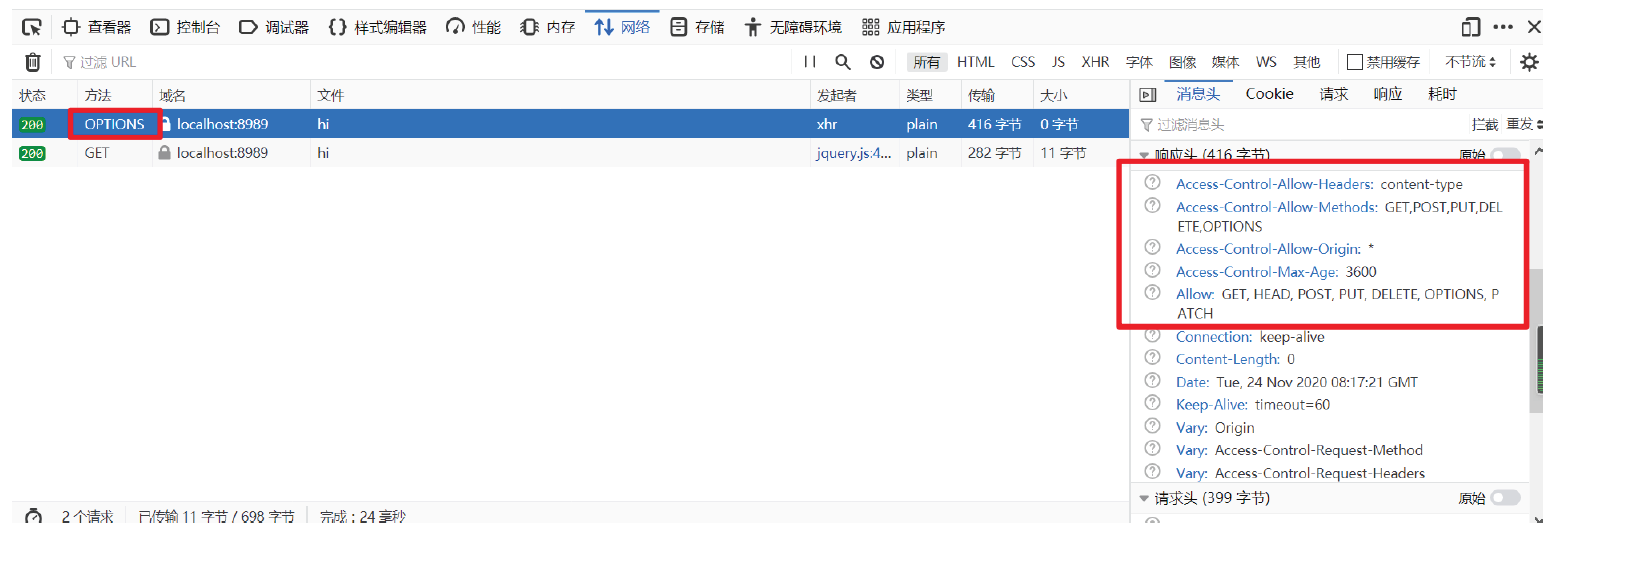 查看器 控制台 调试器 样式编辑器 性能 内存 网络 存储 无障碍环境 应用程序
过滤 URL 所有 HTML CSS JS XHR 字体 图像 媒体 WS 其他 禁用缓存 不节流
状态 方法 域名 文件 发起者 类型 传输 大小
200 OPTIONS localhost:8989 hi xhr plain 416 字节 0 字节
200 GET localhost:8989 hi jquery.js:4... plain 282 字节 11 字节
2 个请求 已传输 11 字节 / 698 字节 完成：24 毫秒
消息头 Cookie 请求 响应 耗时
过滤消息头 拦截 重发
响应头 (416 字节) 原始
Access-Control-Allow-Headers: content-type
Access-Control-Allow-Methods: GET,POST,PUT,DEL
ETE,OPTIONS
Access-Control-Allow-Origin: *
Access-Control-Max-Age: 3600
Allow: GET, HEAD, POST, PUT, DELETE, OPTIONS, P
ATCH
Connection: keep-alive
Content-Length: 0
Date: Tue, 24 Nov 2020 08:17:21 GMT
Keep-Alive: timeout=60
Vary: Origin
Vary: Access-Control-Request-Method
Vary: Access-Control-Request-Headers
请求头 (399 字节) 原始